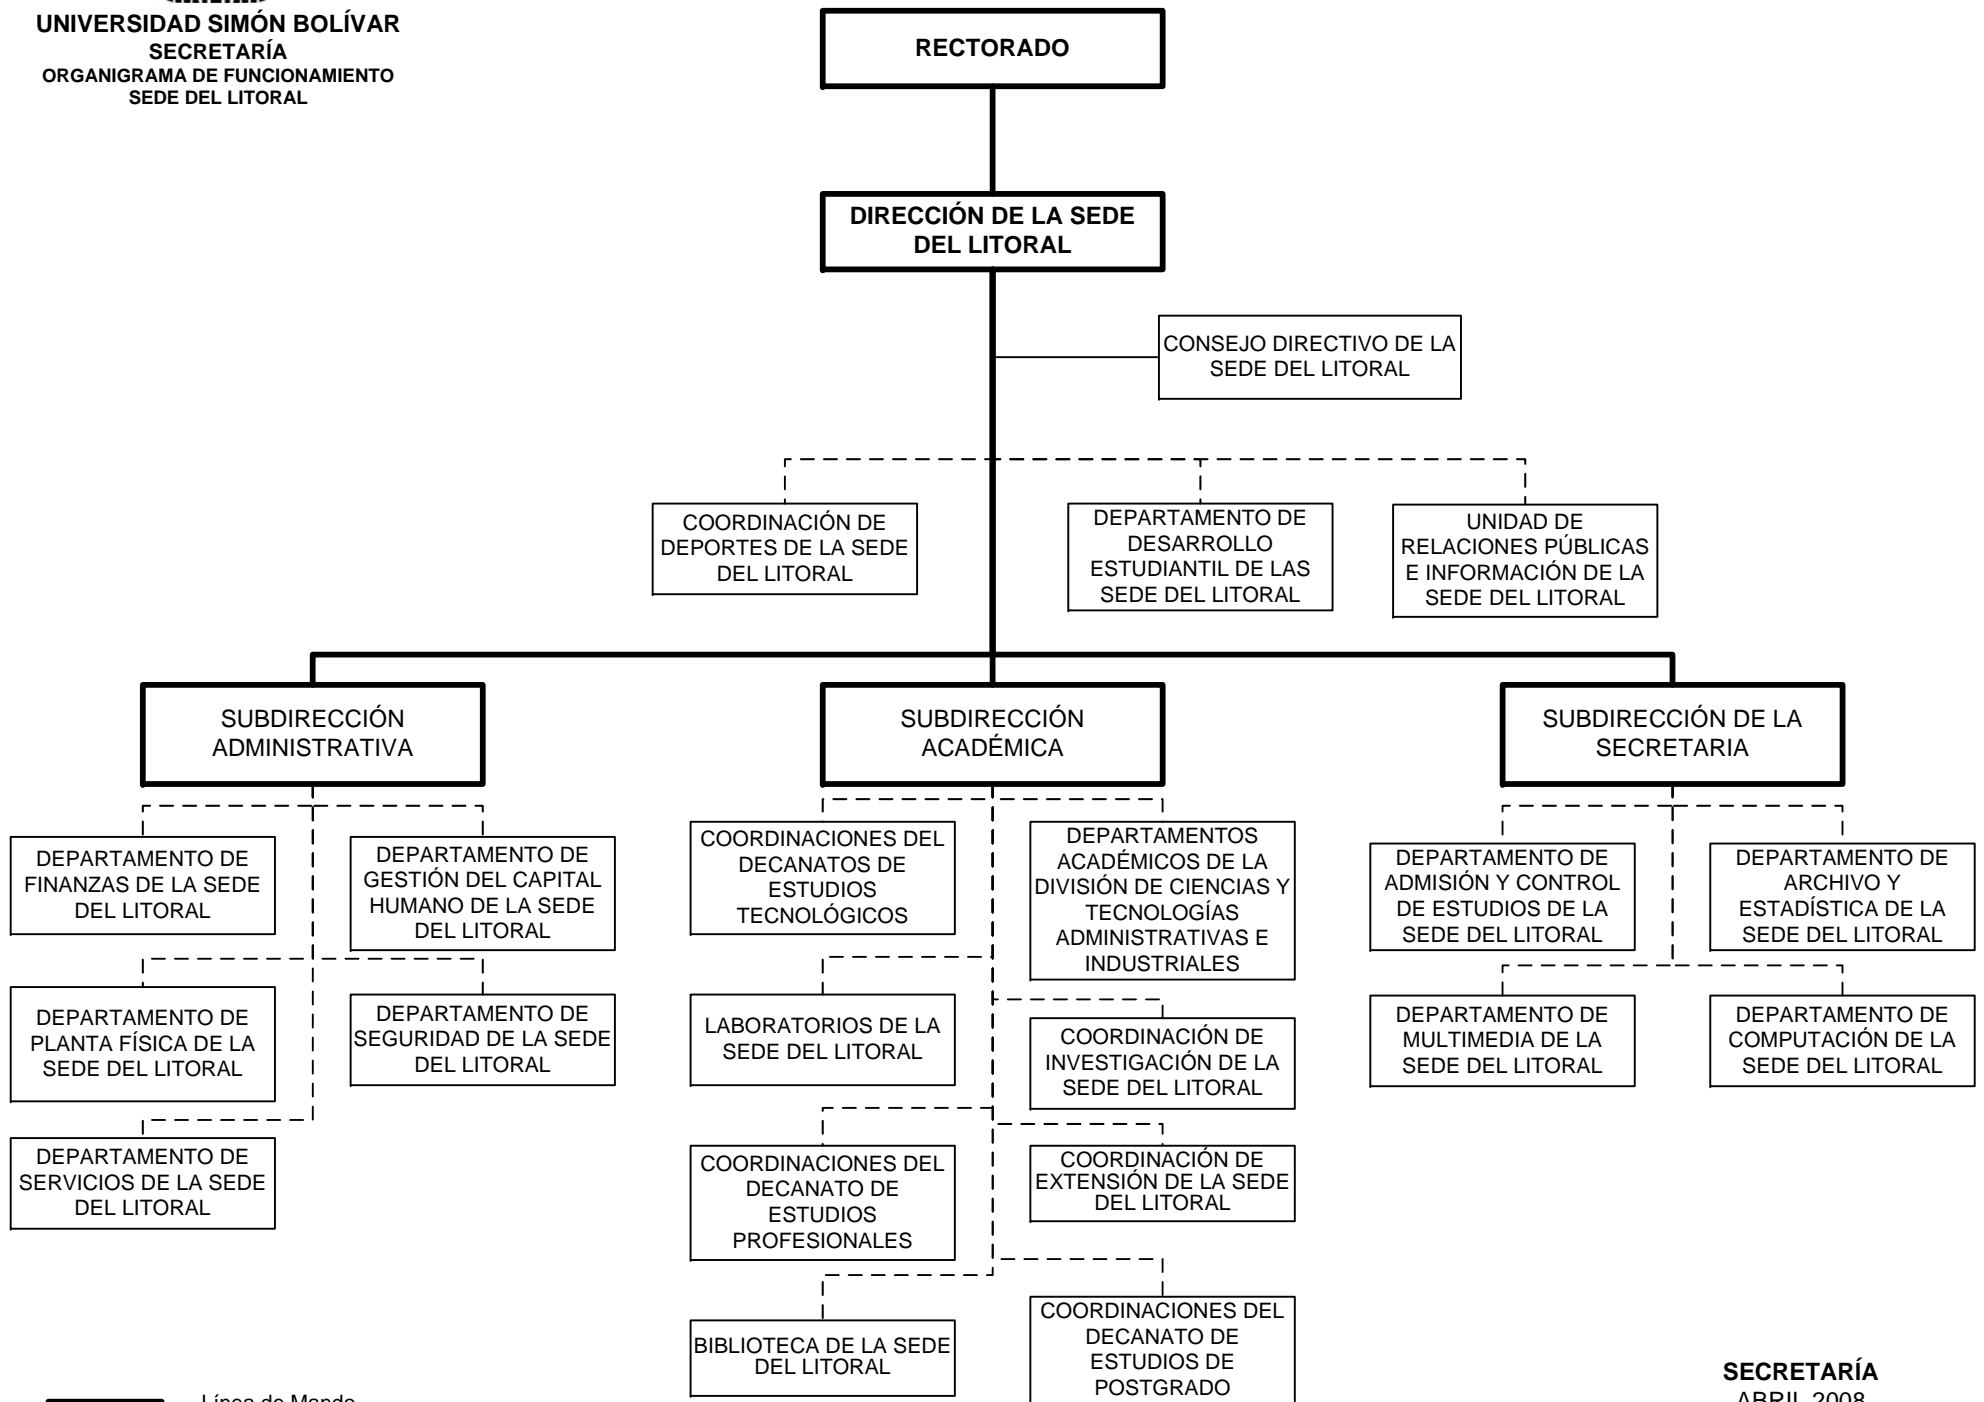 UNIVERSIDAD SIMÓN BOLÍVAR
SECRETARÍA
ORGANIGRAMA DE FUNCIONAMIENTO
SEDE DEL LITORAL
RECTORADO
DIRECCIÓN DE LA SEDE
DEL LITORAL
CONSEJO DIRECTIVO DE LA
SEDE DEL LITORAL
COORDINACIÓN DE
DEPORTES DE LA SEDE
DEL LITORAL
DEPARTAMENTO DE
DESARROLLO
ESTUDIANTIL DE LAS
SEDE DEL LITORAL
UNIDAD DE
RELACIONES PÚBLICAS
E INFORMACIÓN DE LA
SEDE DEL LITORAL
SUBDIRECCIÓN
ADMINISTRATIVA
SUBDIRECCIÓN
ACADÉMICA
SUBDIRECCIÓN DE LA
SECRETARIA
DEPARTAMENTO DE
FINANZAS DE LA SEDE
DEL LITORAL
DEPARTAMENTO DE
GESTIÓN DEL CAPITAL
HUMANO DE LA SEDE
DEL LITORAL
DEPARTAMENTO DE
PLANTA FÍSICA DE LA
SEDE DEL LITORAL
DEPARTAMENTO DE
SEGURIDAD DE LA SEDE
DEL LITORAL
DEPARTAMENTO DE
SERVICIOS DE LA SEDE
DEL LITORAL
COORDINACIONES DEL
DECANATOS DE
ESTUDIOS
TECNOLÓGICOS
DEPARTAMENTOS
ACADÉMICOS DE LA
DIVISIÓN DE CIENCIAS Y
TECNOLOGÍAS
ADMINISTRATIVAS E
INDUSTRIALES
LABORATORIOS DE LA
SEDE DEL LITORAL
COORDINACIÓN DE
INVESTIGACIÓN DE LA
SEDE DEL LITORAL
COORDINACIONES DEL
DECANATO DE
ESTUDIOS
PROFESIONALES
COORDINACIÓN DE
EXTENSIÓN DE LA SEDE
DEL LITORAL
BIBLIOTECA DE LA SEDE
DEL LITORAL
COORDINACIONES DEL
DECANATO DE
ESTUDIOS DE
POSTGRADO
DEPARTAMENTO DE
ADMISIÓN Y CONTROL
DE ESTUDIOS DE LA
SEDE DEL LITORAL
DEPARTAMENTO DE
ARCHIVO Y
ESTADÍSTICA DE LA
SEDE DEL LITORAL
DEPARTAMENTO DE
MULTIMEDIA DE LA
SEDE DEL LITORAL
DEPARTAMENTO DE
COMPUTACIÓN DE LA
SEDE DEL LITORAL
Línea de Mando
SECRETARÍA
ABRIL 2008